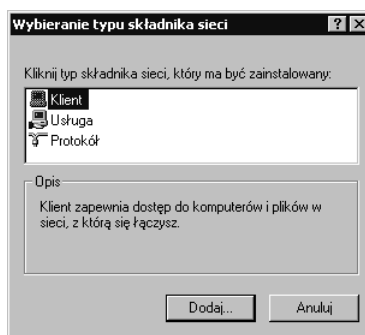 Wybieranie typu składnika sieci
Kliknij typ składnika sieci, który ma być zainstalowany:
Klient
Usługa
Protokół
Opis
Klient zapewnia dostęp do komputerów i plików w
sieci, z którą się łączysz.
Dodaj... Anuluj